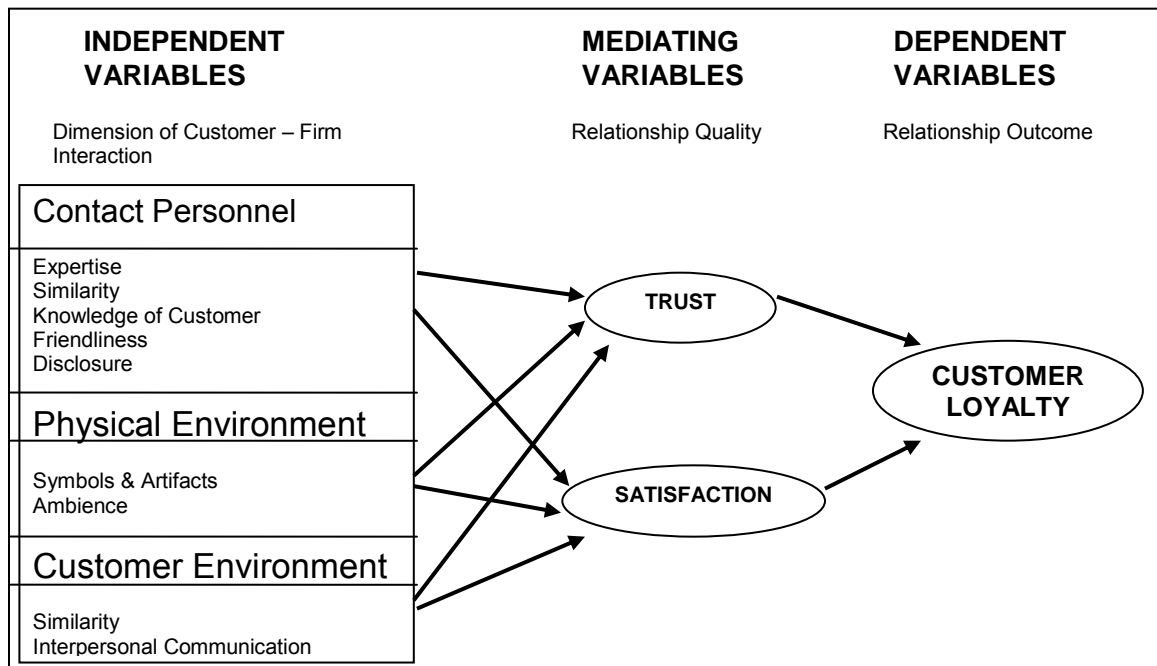 INDEPENDENT
VARIABLES
MEDIATING
VARIABLES
DEPENDENT
VARIABLES
Dimension of Customer – Firm
Interaction
Relationship Quality
Relationship Outcome
Contact Personnel
Expertise
Similarity
Knowledge of Customer
Friendliness
Disclosure
Physical Environment
Symbols & Artifacts
Ambience
Customer Environment
Similarity
Interpersonal Communication
TRUST
SATISFACTION
CUSTOMER
LOYALTY